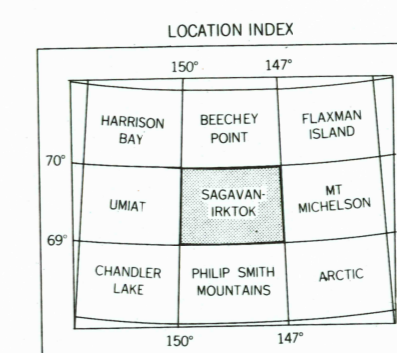 LOCATION INDEX
150° 147°
HARRISON
BAY
BEECHEY
POINT
FLAXMAN
ISLAND
70°
UMIAT
SAGAVAN-
IRKTOK
MT
MICHELSON
69°
CHANDLER
LAKE
PHILIP SMITH
MOUNTAINS
ARCTIC
150° 147°